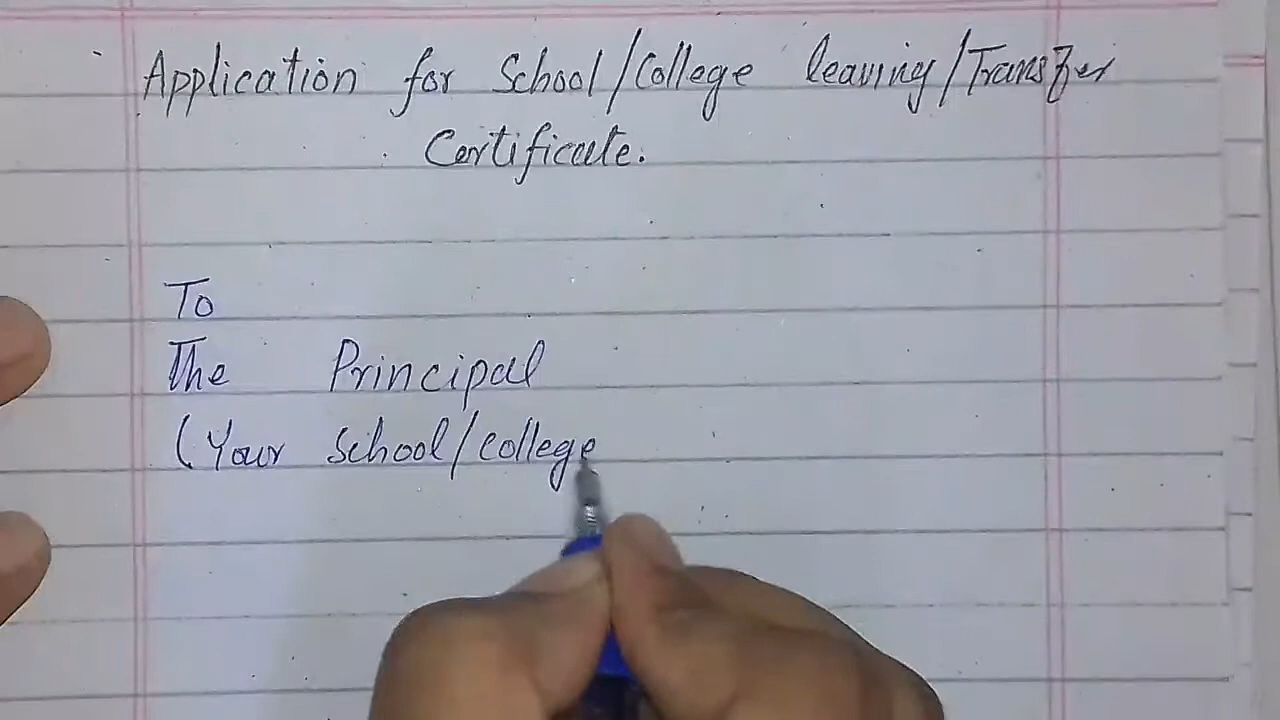 Application for School/College leaving/Transfer
Certificate.
To
The Principal
(Your school/college